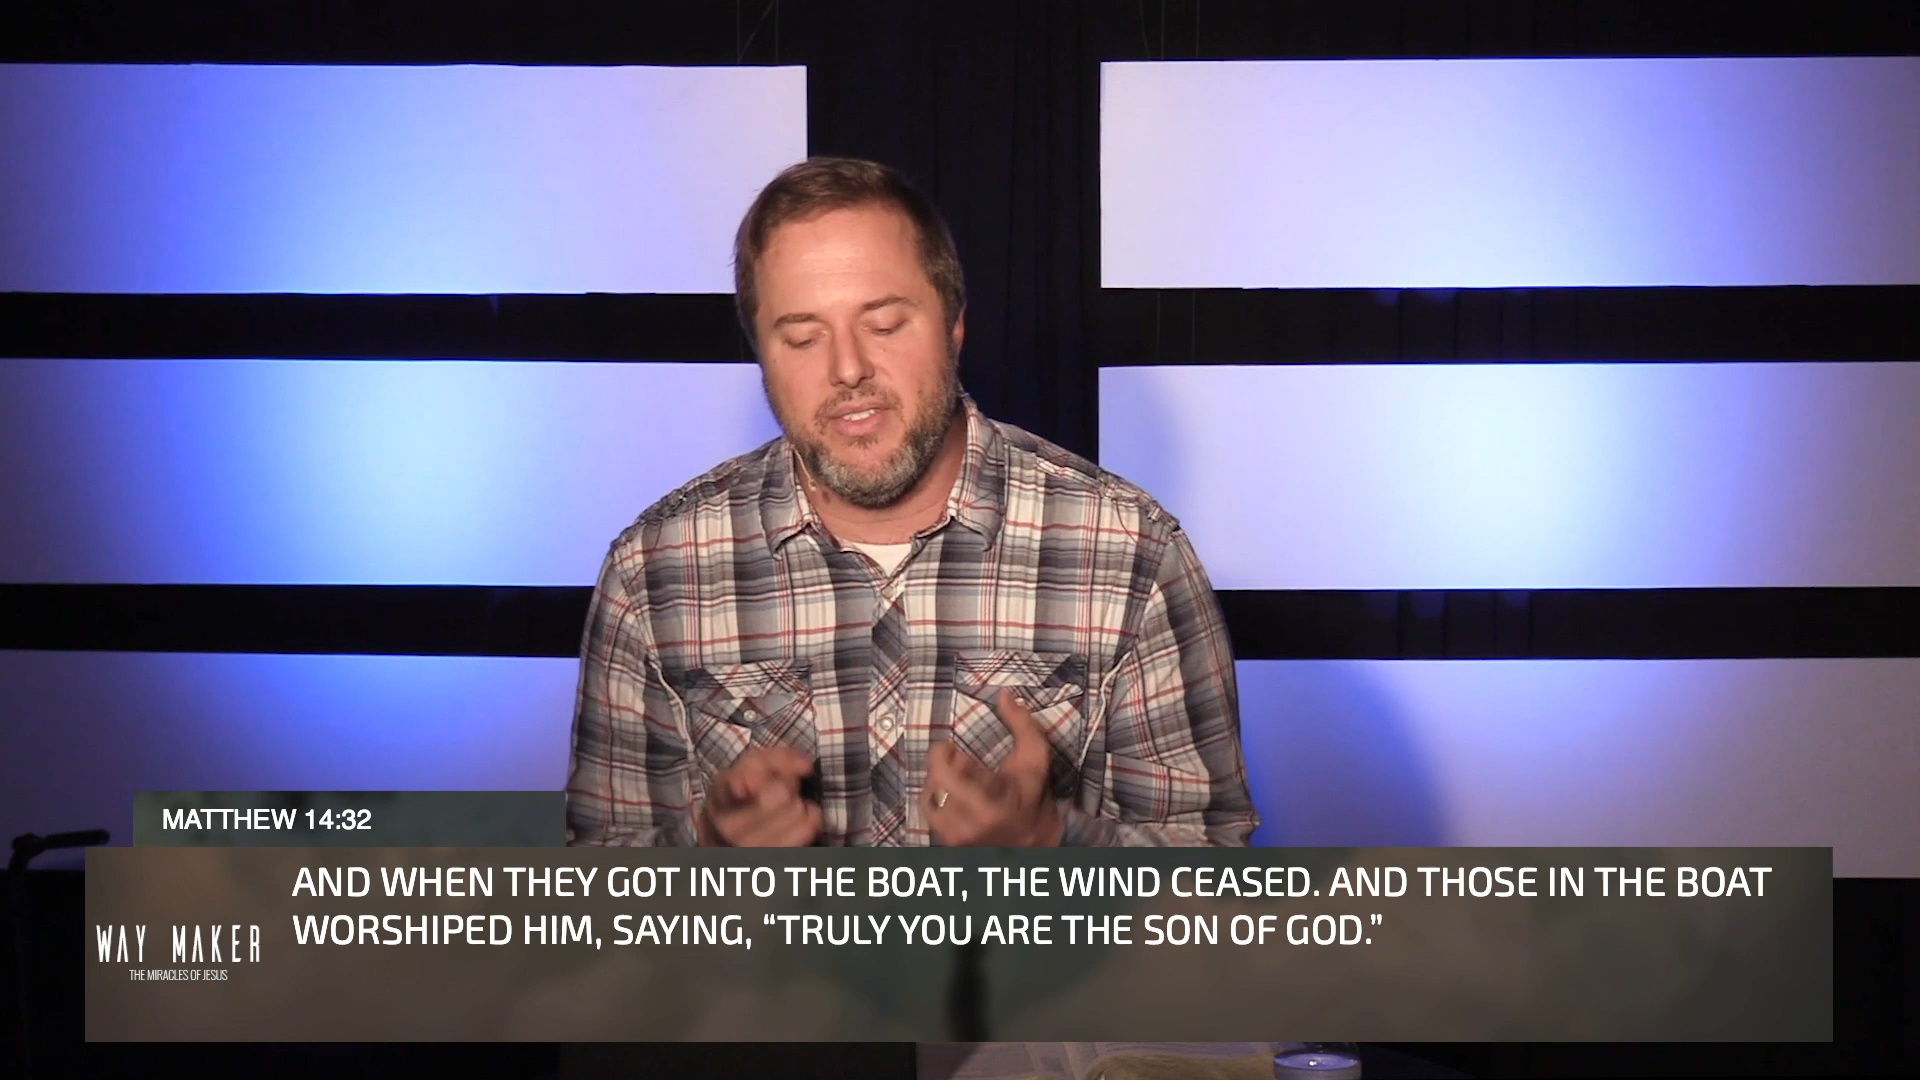 MATTHEW 14:32
AND WHEN THEY GOT INTO THE BOAT, THE WIND CEASED. AND THOSE IN THE BOAT
WORSHIPED HIM, SAYING, “TRULY YOU ARE THE SON OF GOD.”
WAY MAKER
THE MIRACLES OF JESUS